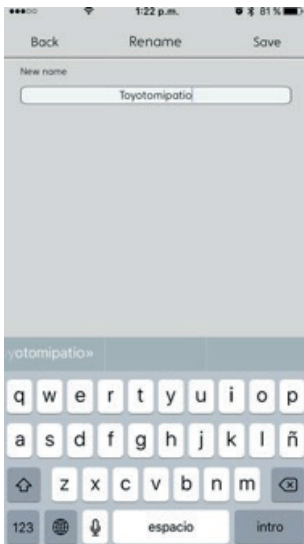 1:22 p.m. 81 %
Back Rename Save
New name
Toyotomipatio
yotomipatio»
q w e r t y u i o p
a s d f g h j k l ñ
z x c v b n m
123 espacio intro